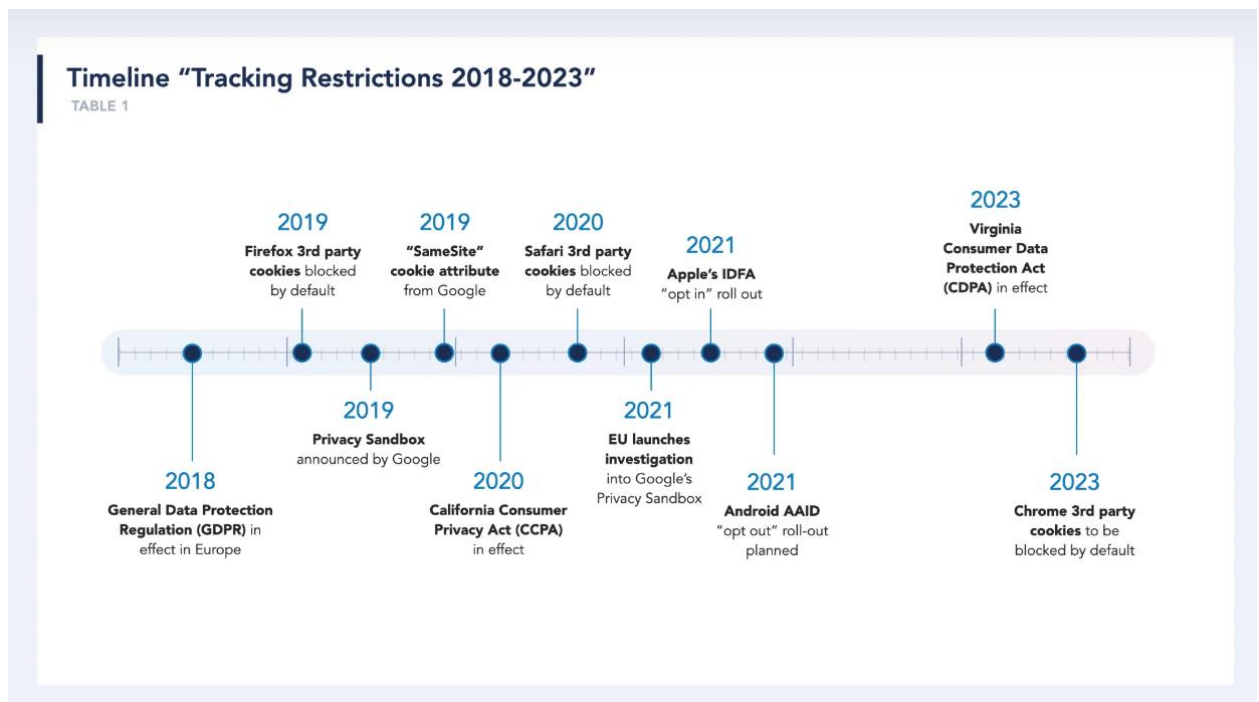 Timeline “Tracking Restrictions 2018-2023”
TABLE 1
2019
Firefox 3rd party
cookies blocked
by default
2019
“SameSite”
cookie attribute
from Google
2020
Safari 3rd party
cookies blocked
by default
2021
Apple’s IDFA
“opt in” roll out
2023
Virginia
Consumer Data
Protection Act
(CDPA) in effect
2018
General Data Protection
Regulation (GDPR) in
effect in Europe
2019
Privacy Sandbox
announced by Google
2020
California Consumer
Privacy Act (CCPA)
in effect
2021
EU launches
investigation
into Google’s
Privacy Sandbox
2021
Android AAID
“opt out” roll-out
planned
2023
Chrome 3rd party
cookies to be
blocked by default